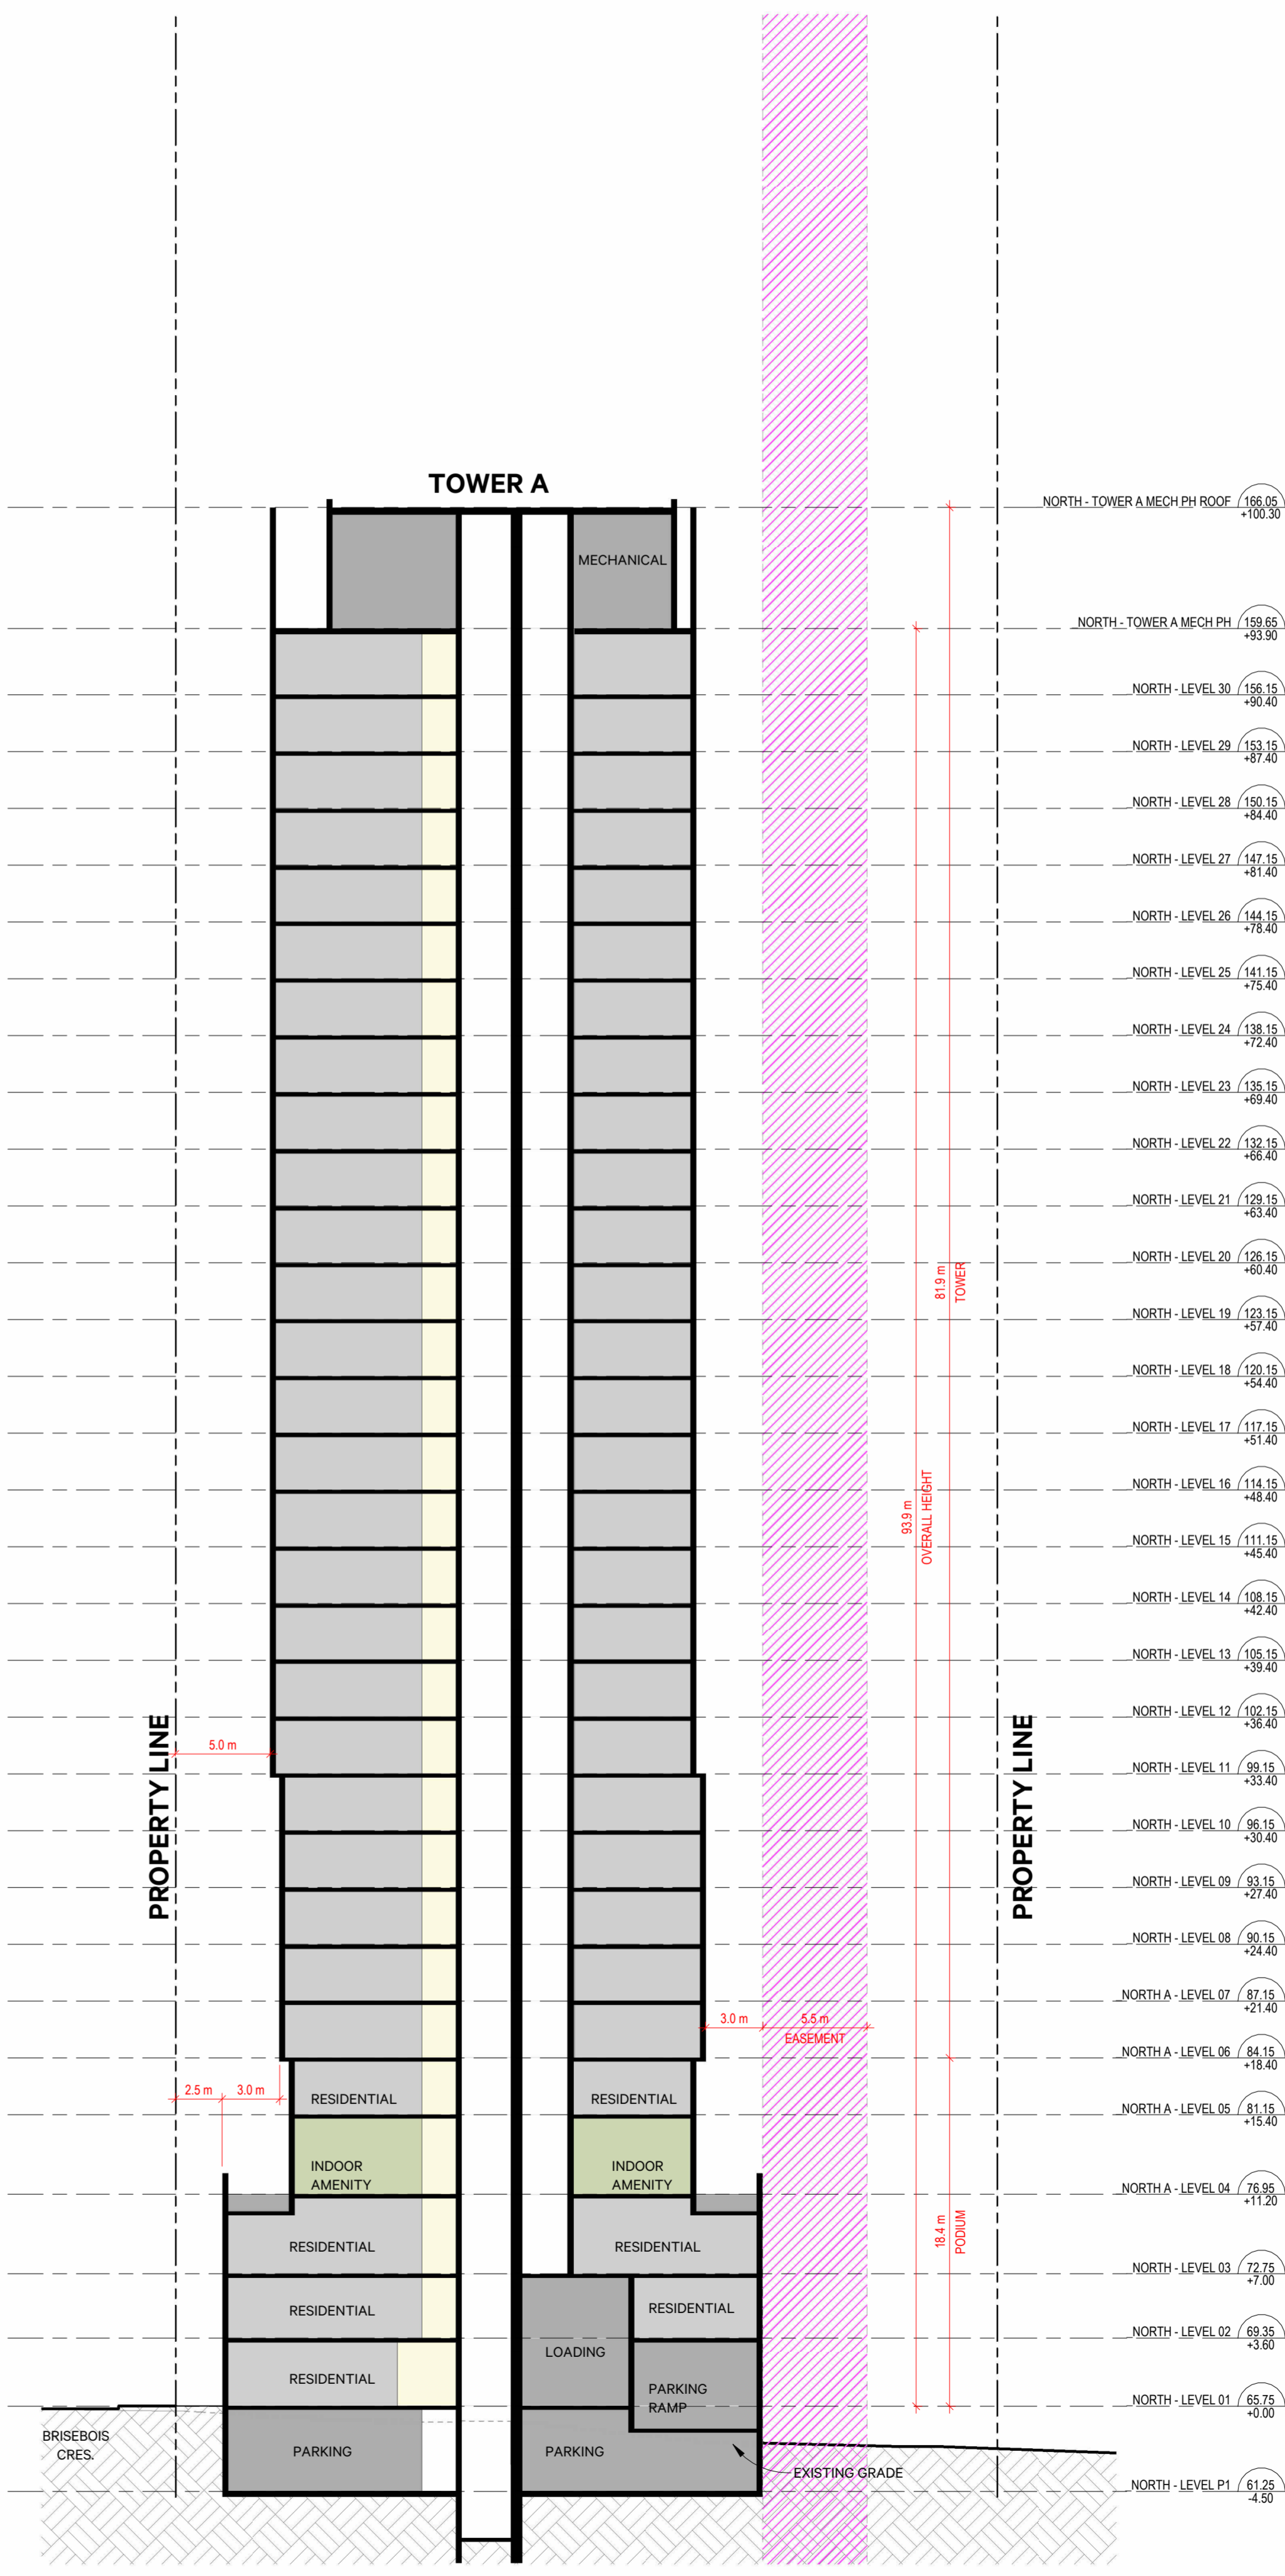 TOWER A
NORTH - TOWER A MECH PH ROOF 166.05
+100.30
MECHANICAL
NORTH - TOWER A MECH PH 159.65
+93.90
NORTH - LEVEL 30 156.15
+90.40
NORTH - LEVEL 29 153.15
+87.40
NORTH - LEVEL 28 150.15
+84.40
NORTH - LEVEL 27 147.15
+81.40
NORTH - LEVEL 26 144.15
+78.40
NORTH - LEVEL 25 141.15
+75.40
NORTH - LEVEL 24 138.15
+72.40
NORTH - LEVEL 23 135.15
+69.40
NORTH - LEVEL 22 132.15
+66.40
NORTH - LEVEL 21 129.15
+63.40
NORTH - LEVEL 20 126.15
+60.40
81.9 m
TOWER
NORTH - LEVEL 19 123.15
+57.40
NORTH - LEVEL 18 120.15
+54.40
NORTH - LEVEL 17 117.15
+51.40
NORTH - LEVEL 16 114.15
+48.40
93.9 m
OVERALL HEIGHT
NORTH - LEVEL 15 111.15
+45.40
NORTH - LEVEL 14 108.15
+42.40
NORTH - LEVEL 13 105.15
+39.40
NORTH - LEVEL 12 102.15
+36.40
PROPERTY LINE
5.0 m
PROPERTY LINE
NORTH - LEVEL 11 99.15
+33.40
NORTH - LEVEL 10 96.15
+30.40
NORTH - LEVEL 09 93.15
+27.40
NORTH - LEVEL 08 90.15
+24.40
NORTH A - LEVEL 07 87.15
+21.40
3.0 m 5.5 m
EASEMENT
NORTH A - LEVEL 06 84.15
+18.40
2.5 m 3.0 m RESIDENTIAL RESIDENTIAL
NORTH A - LEVEL 05 81.15
+15.40
INDOOR
AMENITY
INDOOR
AMENITY
NORTH A - LEVEL 04 76.95
+11.20
18.4 m
PODIUM
RESIDENTIAL RESIDENTIAL
NORTH - LEVEL 03 72.75
+7.00
RESIDENTIAL RESIDENTIAL
NORTH - LEVEL 02 69.35
+3.60
LOADING
RESIDENTIAL
PARKING
RAMP
NORTH - LEVEL 01 65.75
+0.00
BRISEBOIS
CRES.
PARKING PARKING
EXISTING GRADE
NORTH - LEVEL P1 61.25
-4.50